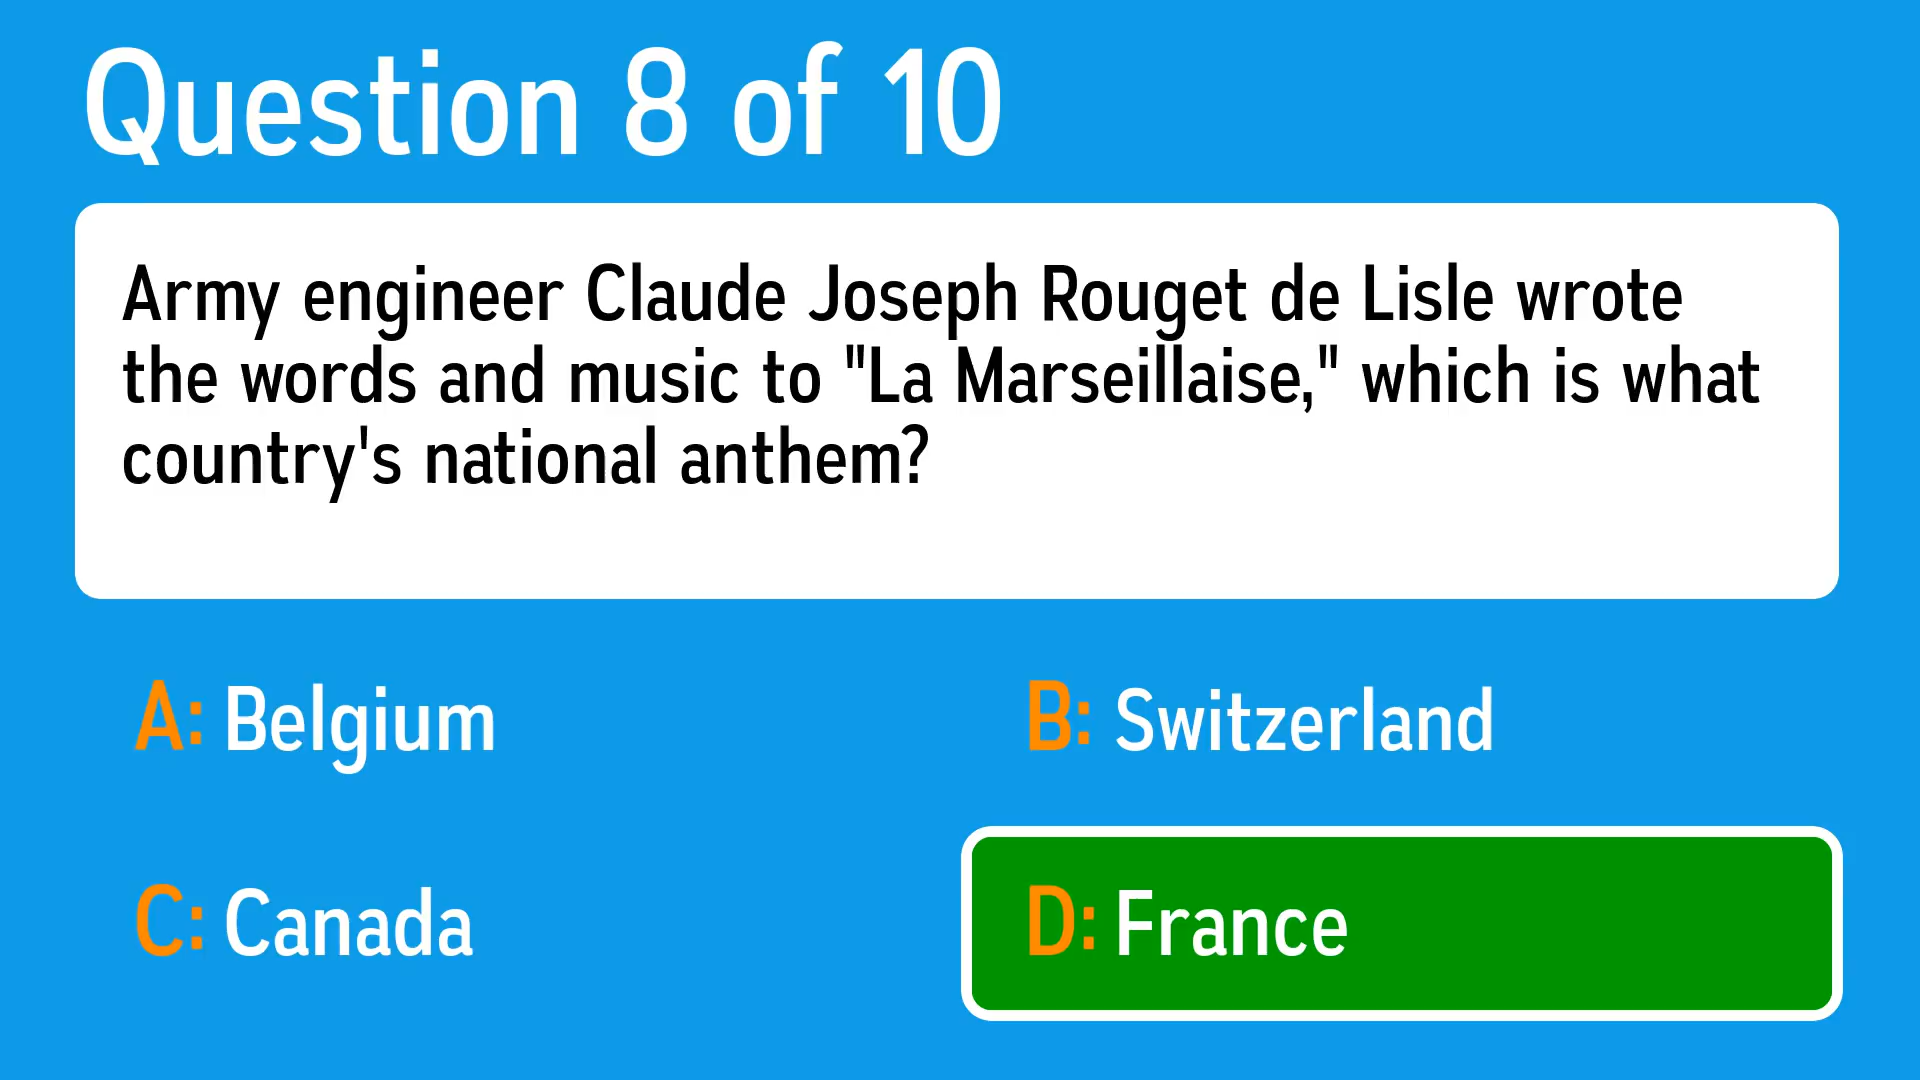 Question 8 of 10
Army engineer Claude Joseph Rouget de Lisle wrote
the words and music to "La Marseillaise," which is what
country's national anthem?
A: Belgium
B: Switzerland
C: Canada
D: France